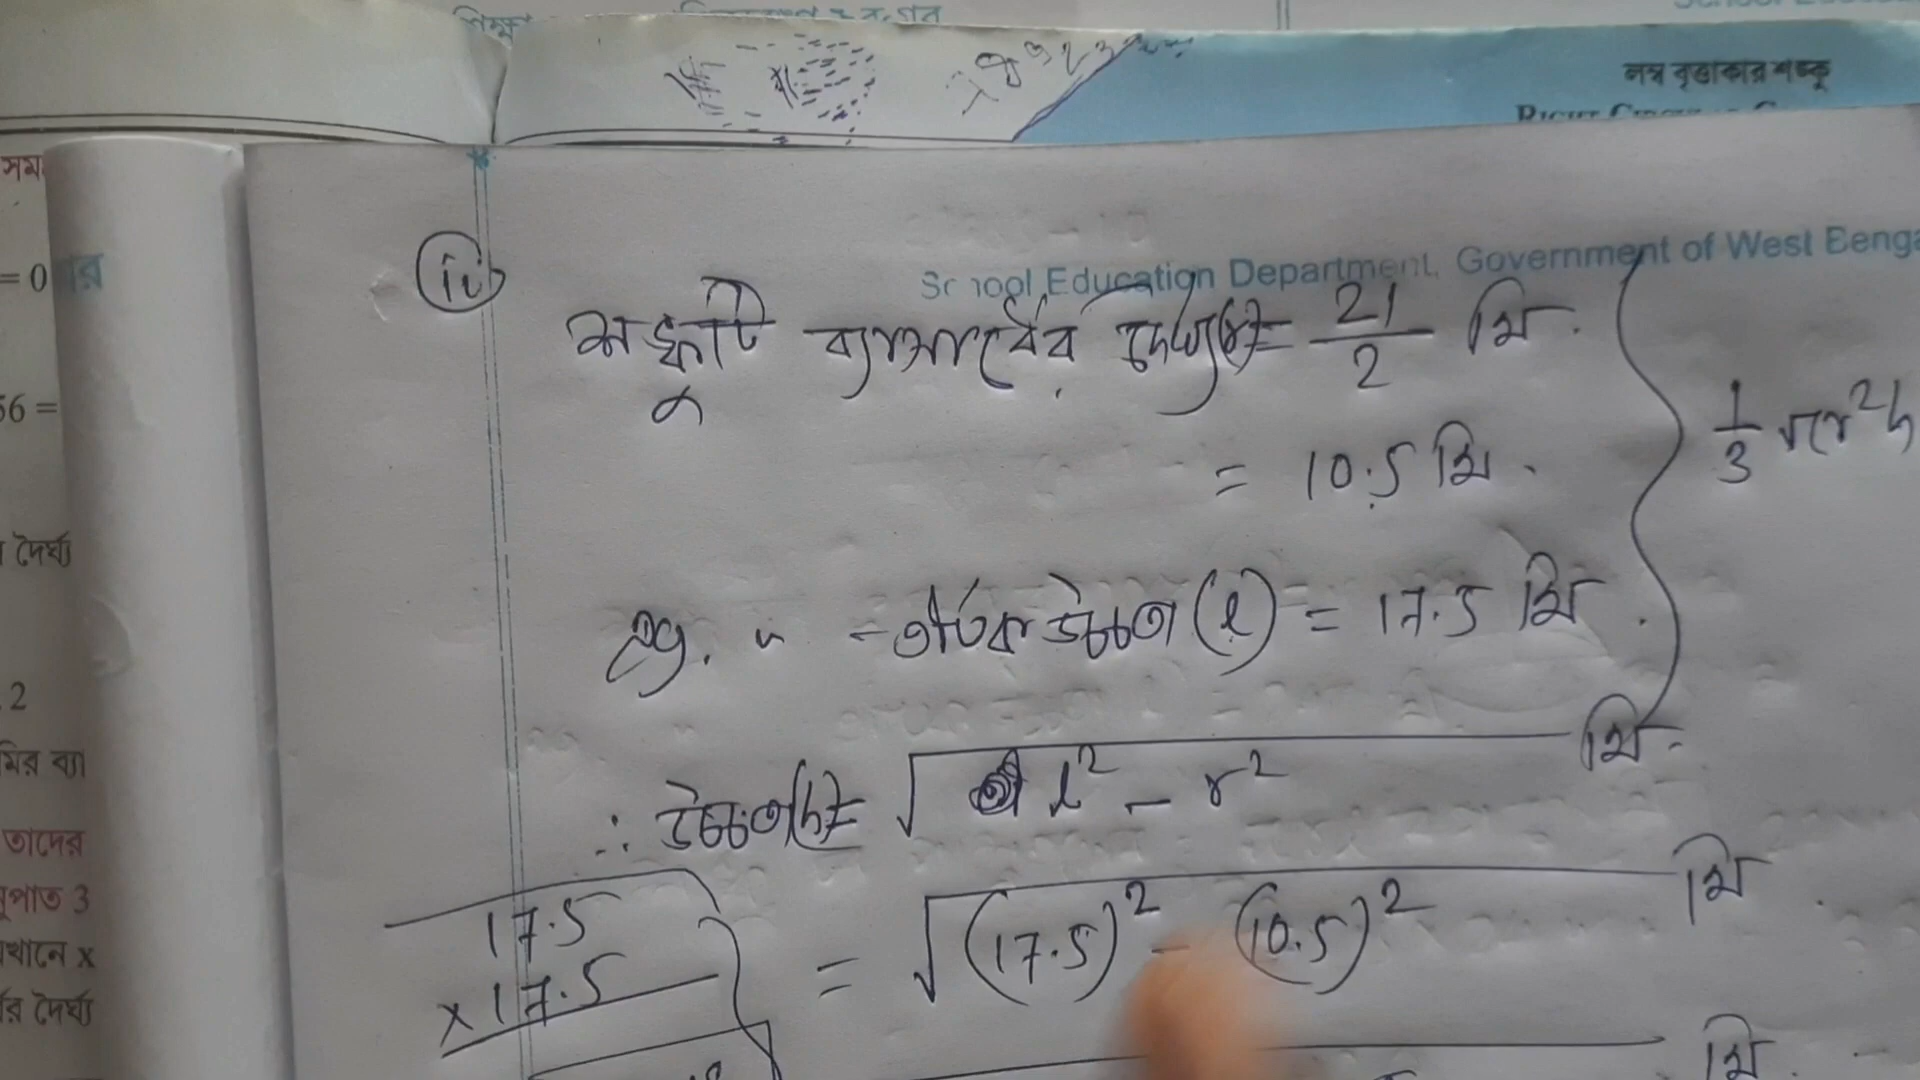 লম্ব বৃত্তাকার শঙ্কু
সম
= 0
ার
School Education Department, Government of West Benga
শঙ্কুটি ব্যাসার্ধের দৈর্ঘ্য(r)= 21/2 মি.
56 =
= 10.5 মি.
1/3 πr²h
দৈর্ঘ্য
তির্যক উচ্চতা (l) = 17.5 মি.
.2
মির ব্যা
∴ উচ্চতা(h)= √ l² - r² মি.
তাদের
নুপাত 3
17.5
= √(17.5)² - (10.5)² মি
যেখানে x
×17.5
র দৈর্ঘ্য
মি